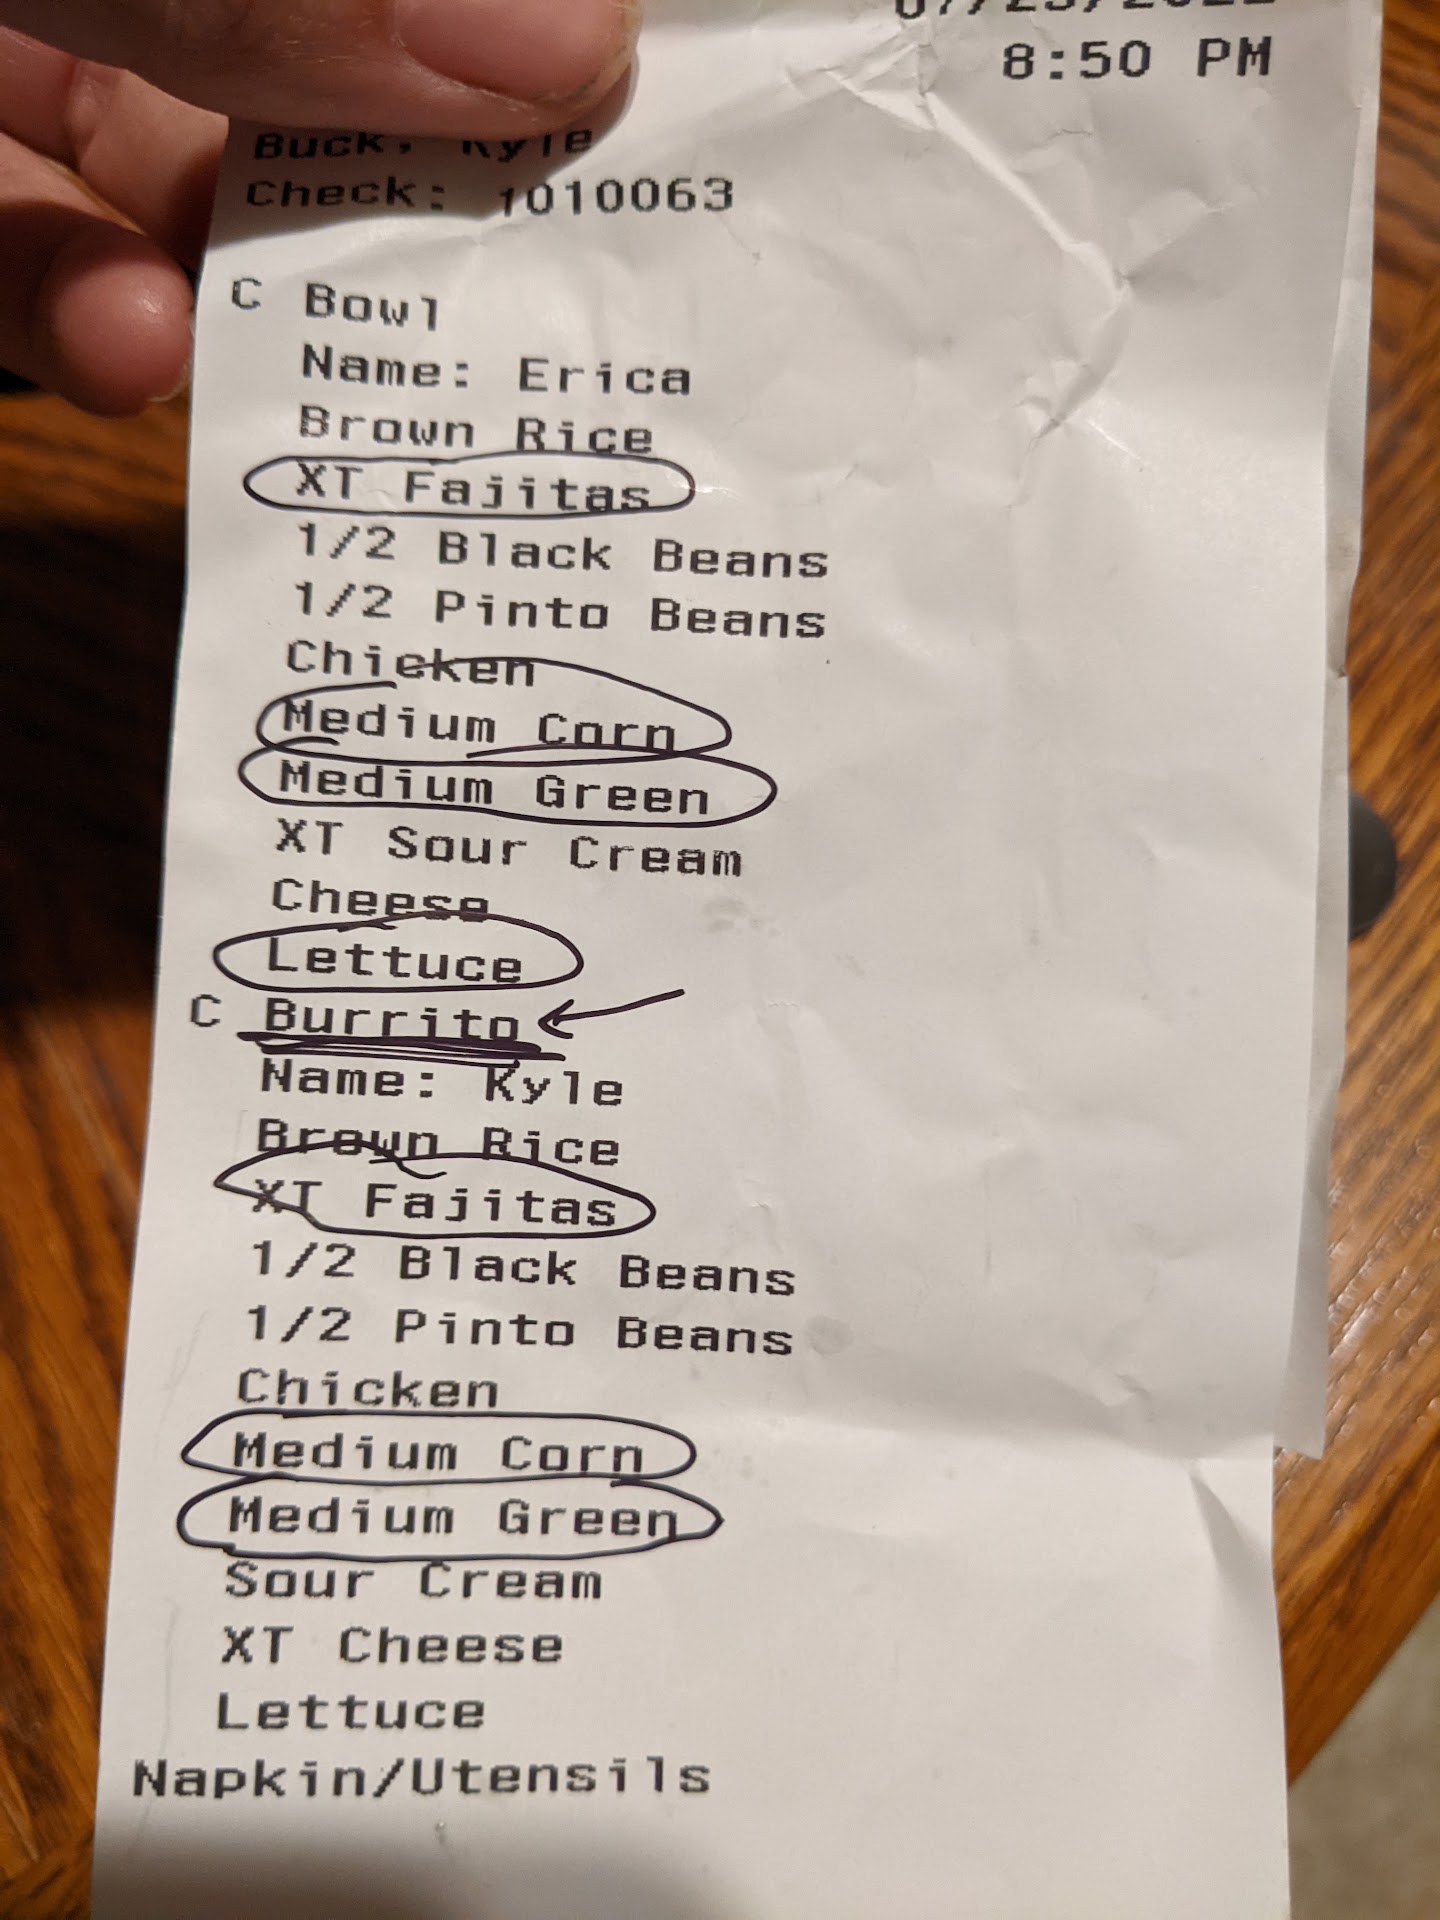 8:50 PM
Buck, Kyle
Check: 1010063
C Bowl
Name: Erica
Brown Rice
XT Fajitas
1/2 Black Beans
1/2 Pinto Beans
Chicken
Medium Corn
Medium Green
XT Sour Cream
Cheese
Lettuce
C Burrito
Name: Kyle
Brown Rice
XT Fajitas
1/2 Black Beans
1/2 Pinto Beans
Chicken
Medium Corn
Medium Green
Sour Cream
XT Cheese
Lettuce
Napkin/Utensils